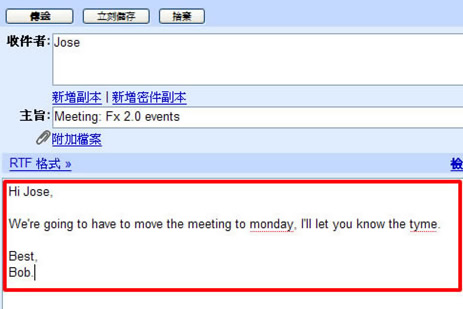 傳送 立刻儲存 捨棄
收件者: Jose
新增副本 | 新增密件副本
主旨: Meeting: Fx 2.0 events
附加檔案
RTF 格式 » 檢
Hi Jose,
We're going to have to move the meeting to monday, I'll let you know the tyme.
Best,
Bob.